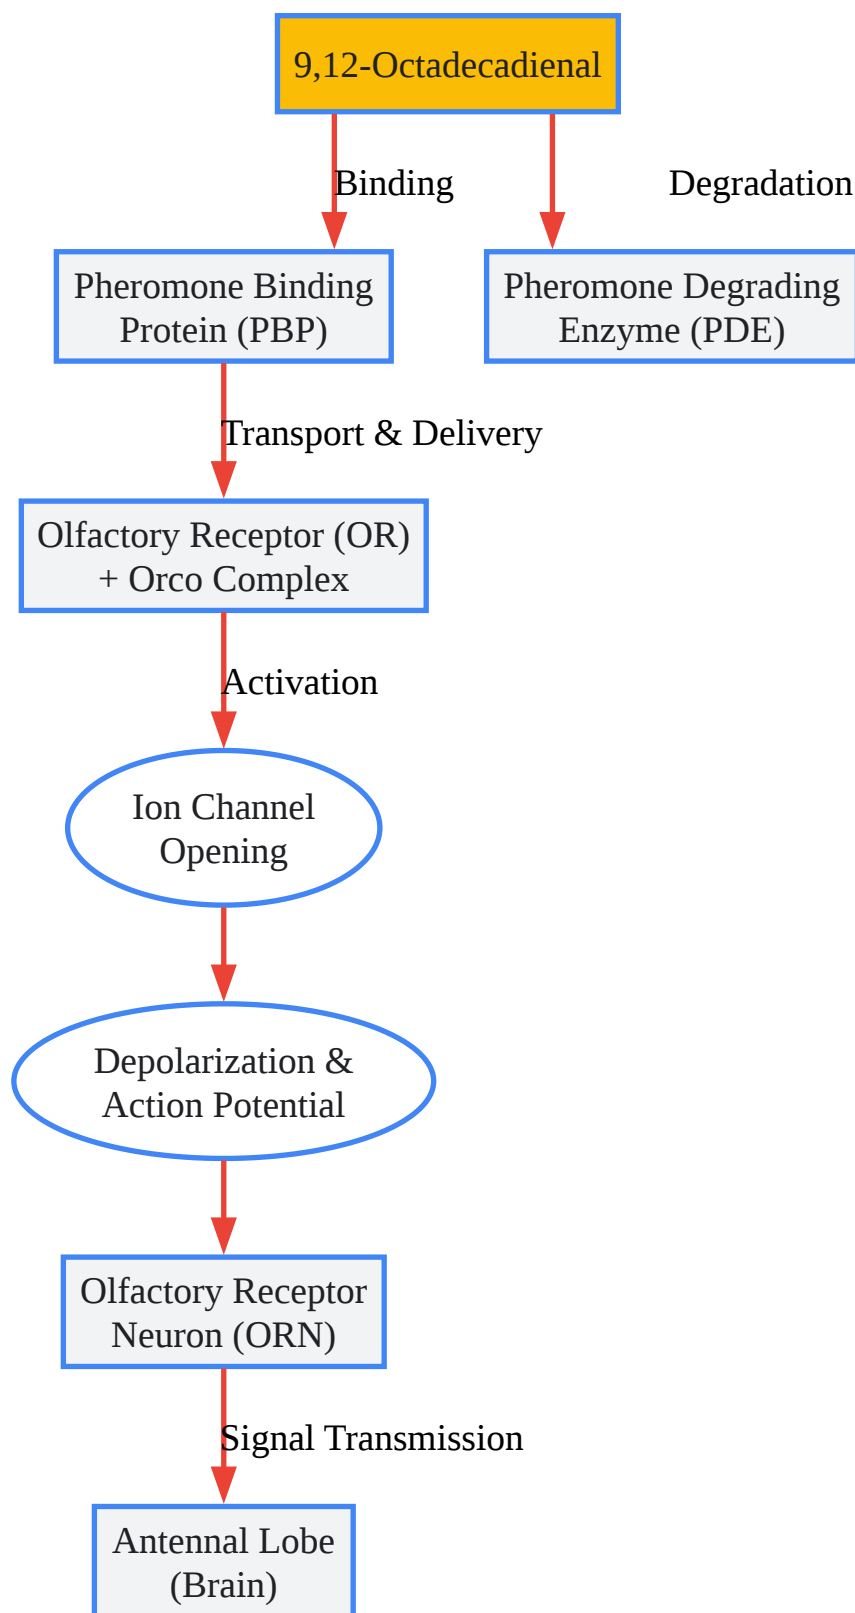 9,12-Octadecadienal
Binding
Degradation
Pheromone Binding
Protein (PBP)
Pheromone Degrading
Enzyme (PDE)
Transport & Delivery
Olfactory Receptor (OR)
+ Orco Complex
Activation
Ion Channel
Opening
Depolarization &
Action Potential
Olfactory Receptor
Neuron (ORN)
Signal Transmission
Antennal Lobe
(Brain)